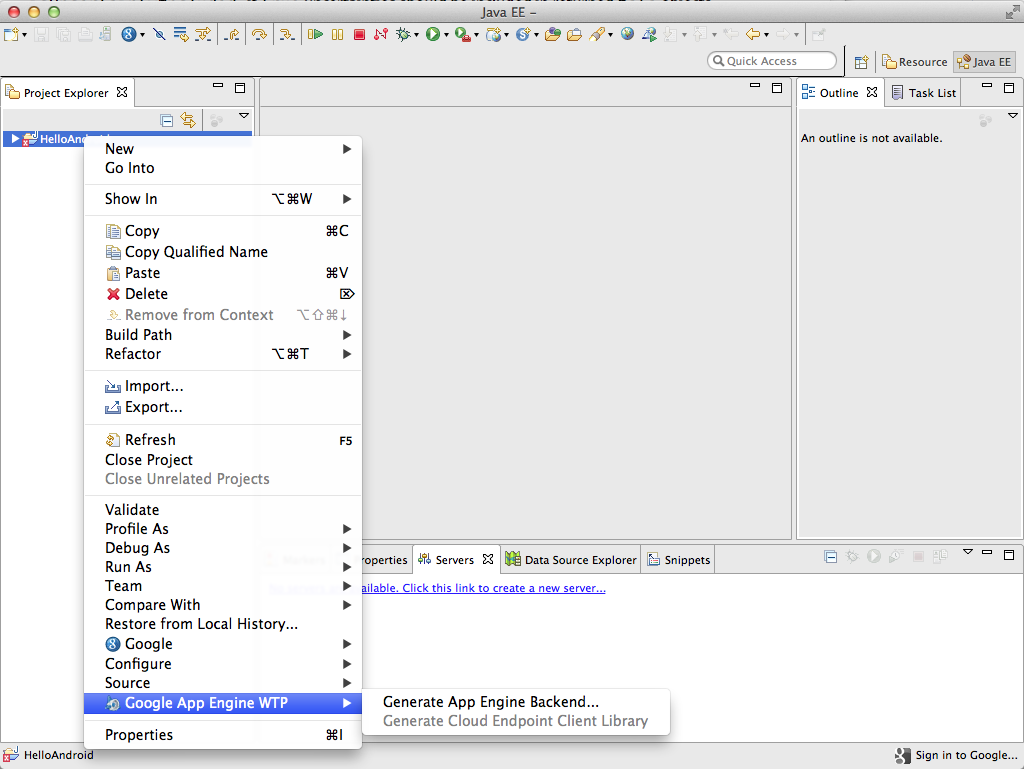 Java EE –
Quick Access
Resource
Java EE
Project Explorer
Outline
Task List
HelloAndroid
An outline is not available.
New
Go Into
Show In ⌥⌘W
Copy ⌘C
Copy Qualified Name
Paste ⌘V
Delete ⌦
Remove from Context ⌥⇧⌘↓
Build Path
Refactor ⌥⌘T
Import...
Export...
Refresh F5
Close Project
Close Unrelated Projects
Validate
Profile As
Debug As
Run As
Team
Compare With
Restore from Local History...
Google
Configure
Source
Google App Engine WTP
Properties ⌘I
Generate App Engine Backend...
Generate Cloud Endpoint Client Library
roperties
Servers
Data Source Explorer
Snippets
ailable. Click this link to create a new server...
HelloAndroid
Sign in to Google...